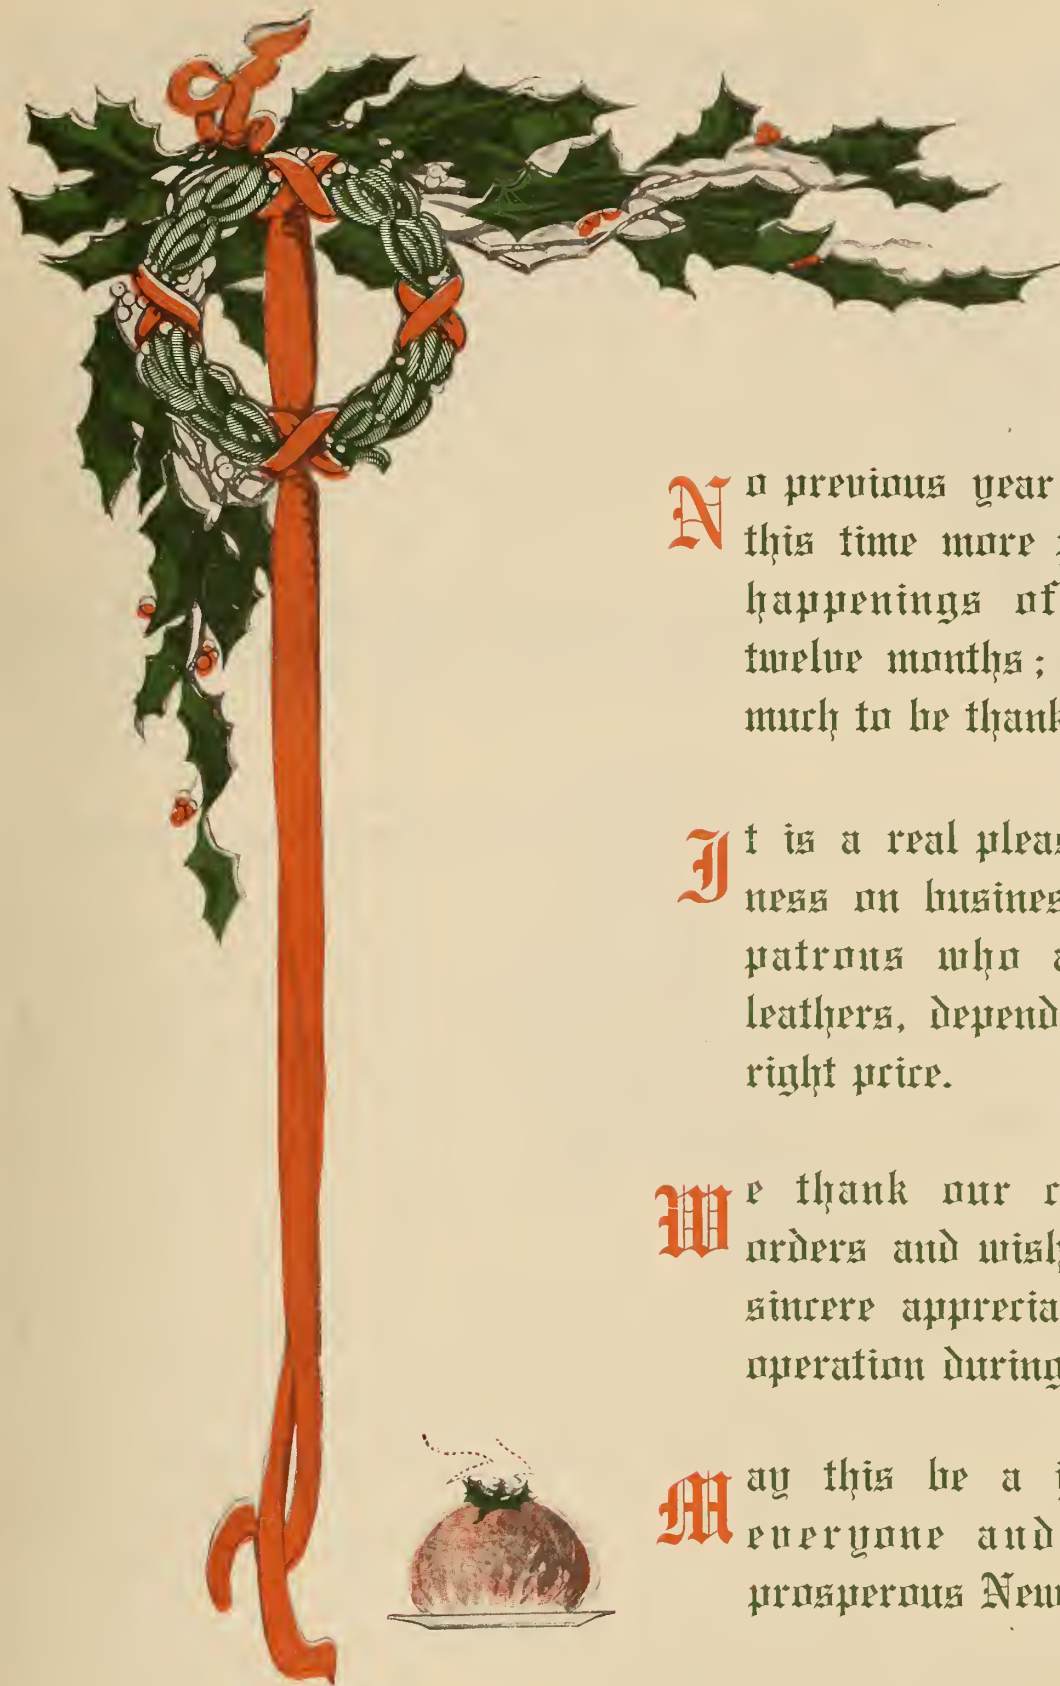 No previous year
this time more
happenings of
twelve months;
much to be thank
It is a real pleas
ness on busines
patrons who a
leathers, depend
right price.
We thank our c
orders and wish
sincere apprecia
operation during
May this be a
everyone and
prosperous New